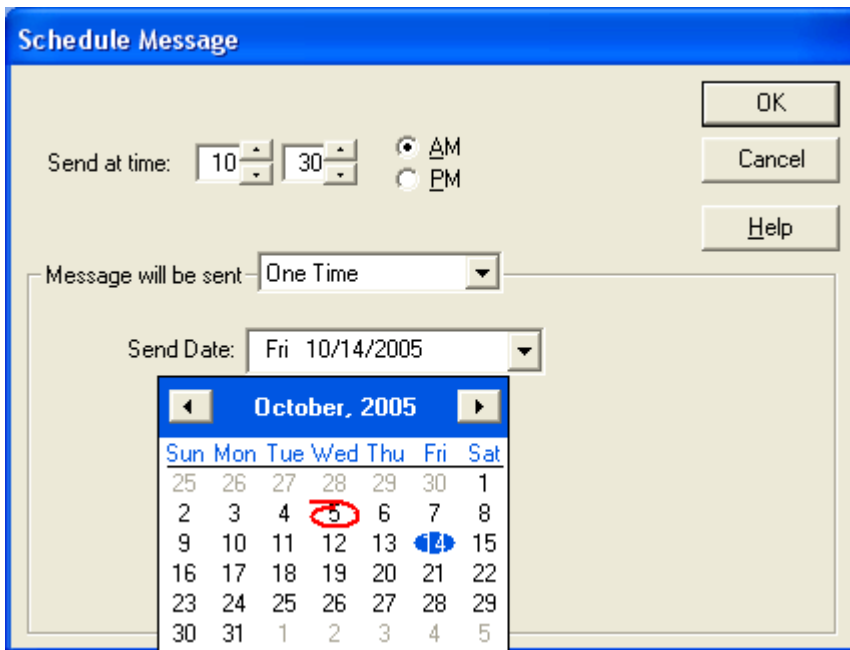 Schedule Message
OK
Send at time: 10 30 AM
Cancel
PM
Help
Message will be sent One Time
Send Date: Fri 10/14/2005
October, 2005
Sun Mon Tue Wed Thu Fri Sat
25 26 27 28 29 30 1
2 3 4 5 6 7 8
9 10 11 12 13 14 15
16 17 18 19 20 21 22
23 24 25 26 27 28 29
30 31 1 2 3 4 5